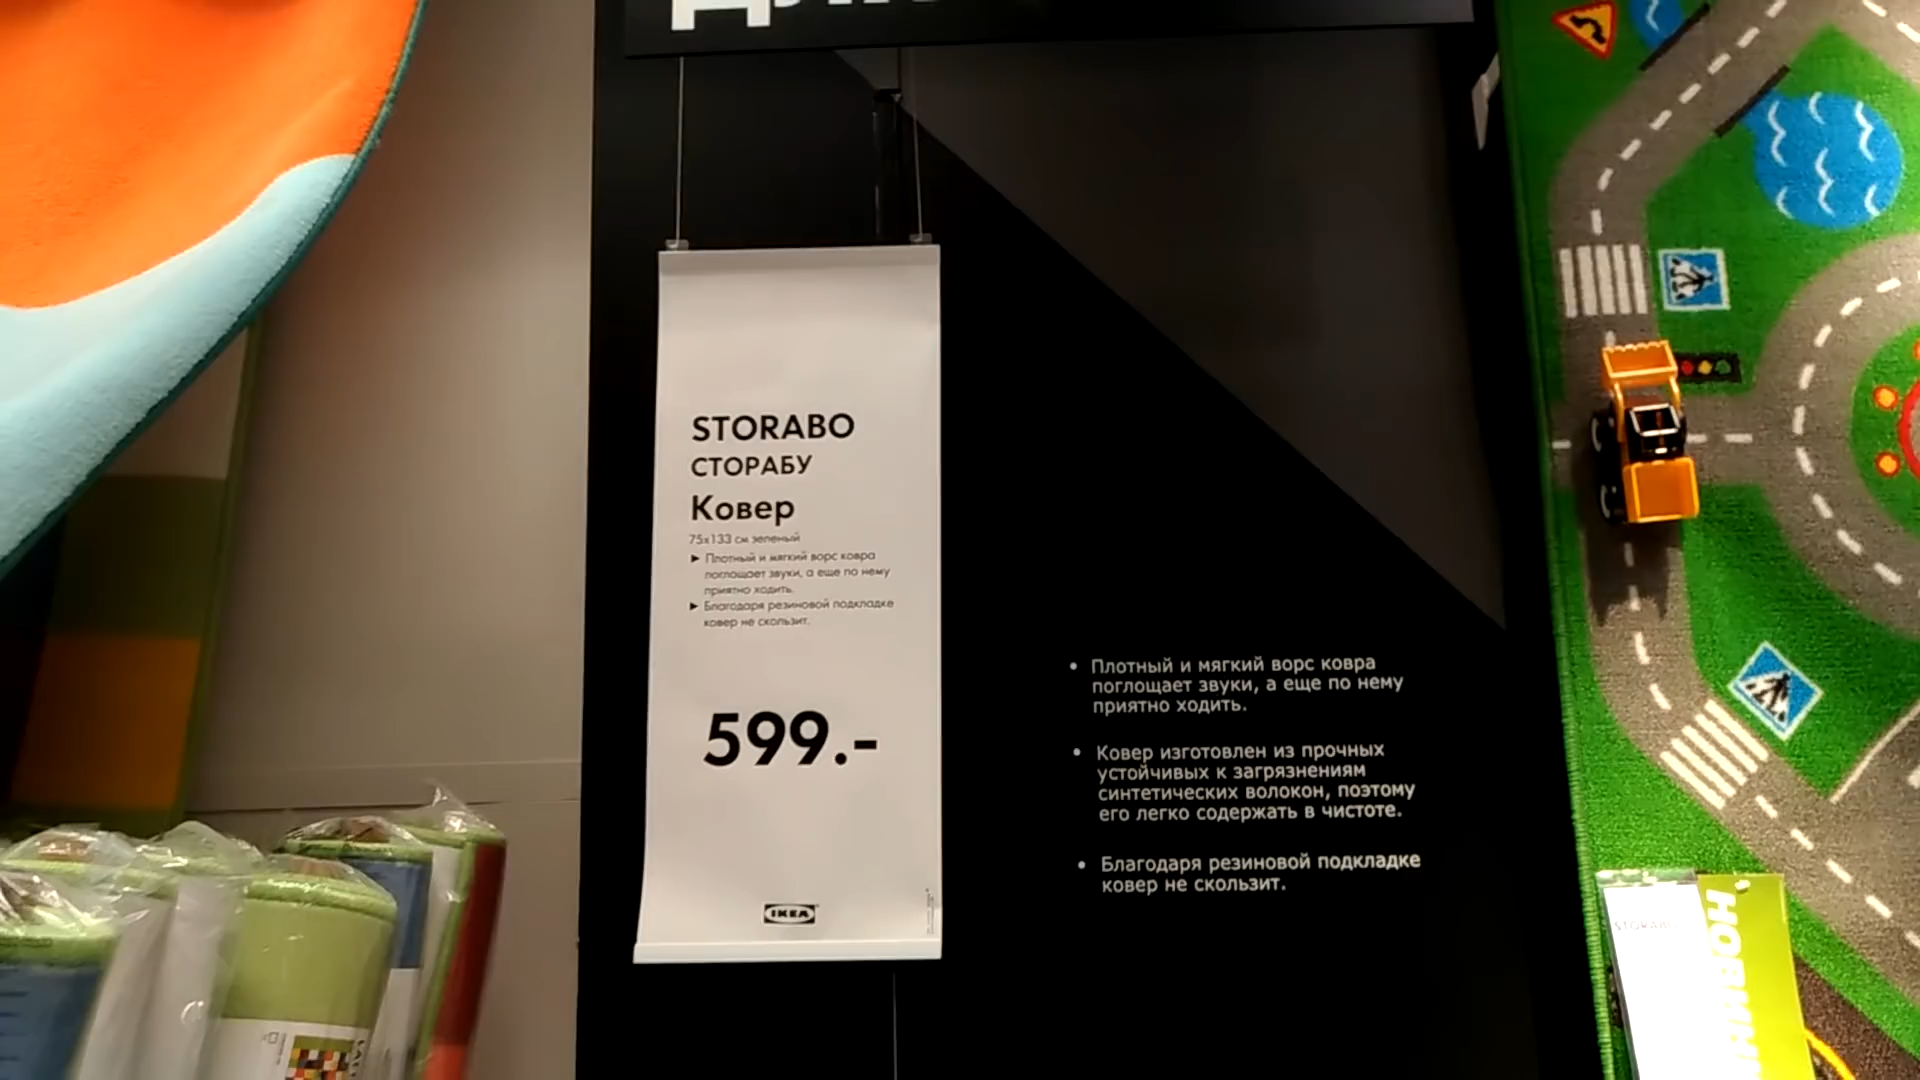 STORABO
СТОРАБУ
Ковер
75x133 см зеленый
► Плотный и мягкий ворс ковра
поглощает звуки, а еще по нему
приятно ходить.
► Благодаря резиновой подкладке
ковер не скользит.
599.-
IKEA
• Плотный и мягкий ворс ковра
поглощает звуки, а еще по нему
приятно ходить.
• Ковер изготовлен из прочных
устойчивых к загрязнениям
синтетических волокон, поэтому
его легко содержать в чистоте.
• Благодаря резиновой подкладке
ковер не скользит.
STORABO